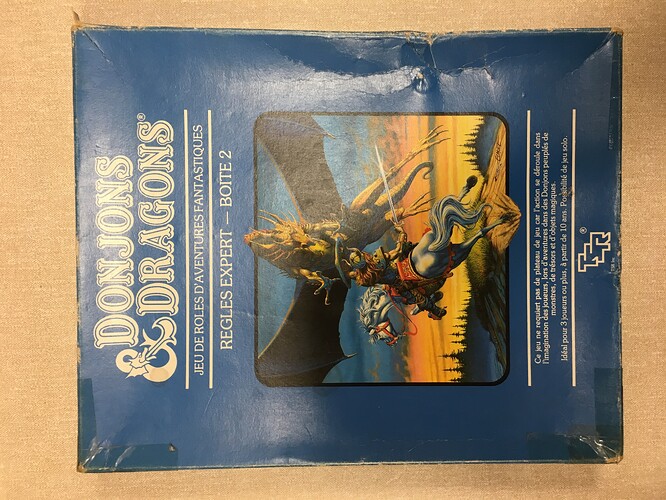 DONJONS
& DRAGONS®
JEU DE ROLES D'AVENTURES FANTASTIQUES
REGLES EXPERT — BOITE 2
Ce jeu ne requiert pas de plateau de jeu car l'action se déroule dans
l'imagination des joueurs, lors d'aventures dans des Donjons peuplés de
monstres, de trésors et d'objets magiques.
Idéal pour 3 joueurs ou plus, à partir de 10 ans. Possibilité de jeu solo.
TSR®